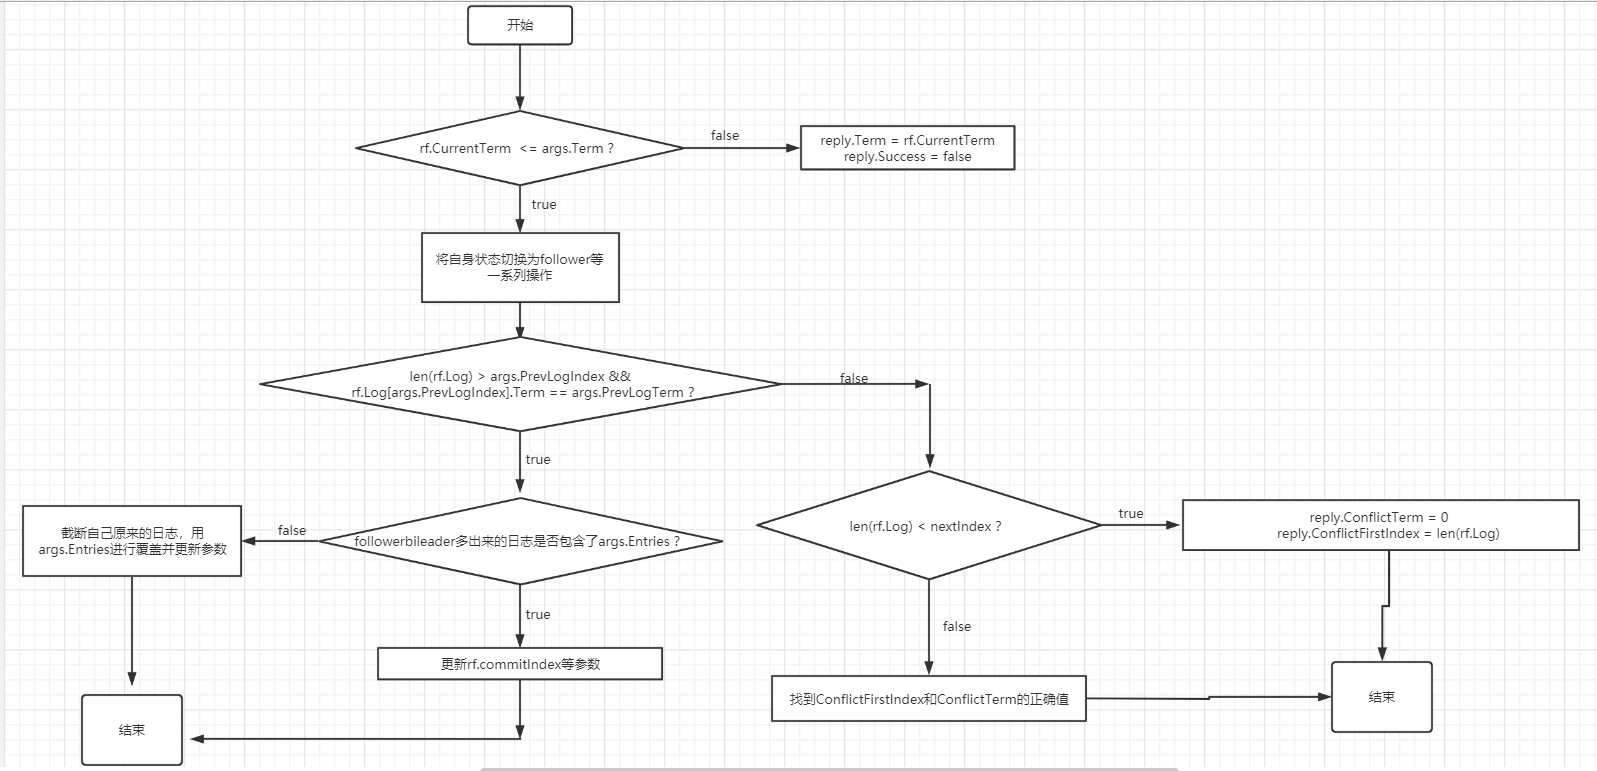 开始
rf.CurrentTerm <= args.Term ?
false
reply.Term = rf.CurrentTerm
reply.Success = false
true
将自身状态切换为follower等
一系列操作
len(rf.Log) > args.PrevLogIndex &&
rf.Log[args.PrevLogIndex].Term == args.PrevLogTerm ?
false
true
followerbileader多出来的日志是否包含了args.Entries ?
false
截断自己原来的日志，用
args.Entries进行覆盖并更新参数
true
更新rf.commitIndex等参数
结束
len(rf.Log) < nextIndex ?
true
reply.ConflictTerm = 0
reply.ConflictFirstIndex = len(rf.Log)
false
找到ConflictFirstIndex和ConflictTerm的正确值
结束